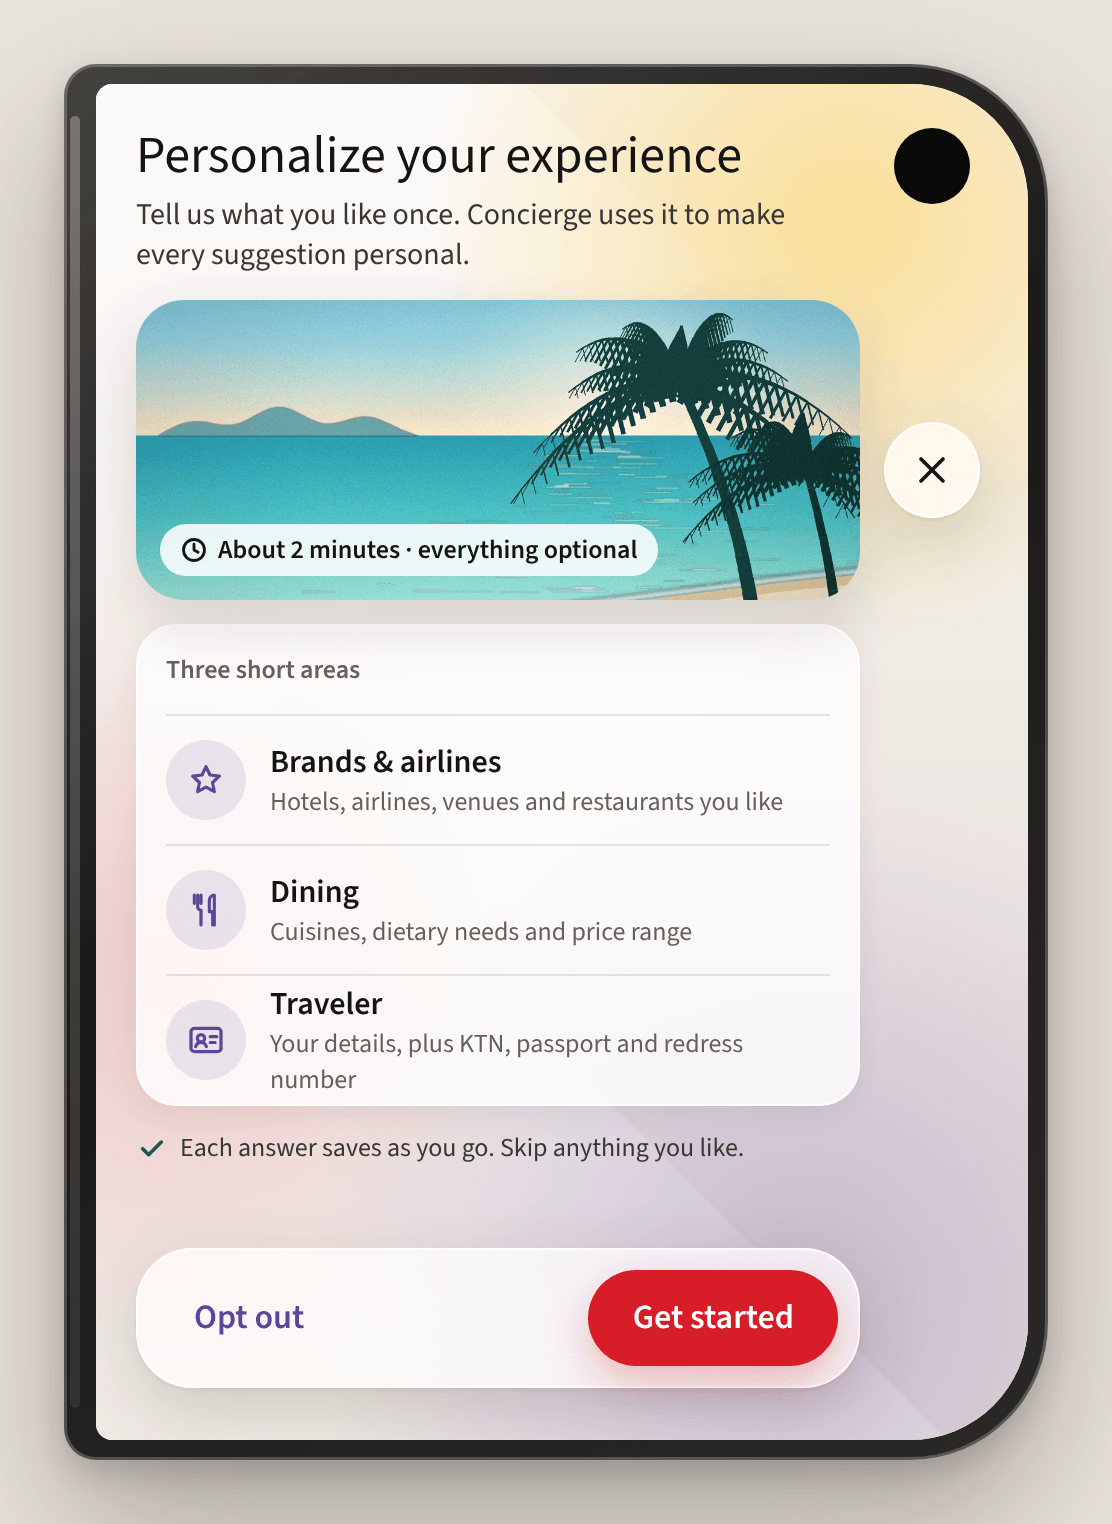 Personalize your experience
Tell us what you like once. Concierge uses it to make
every suggestion personal.
About 2 minutes · everything optional
Three short areas
Brands & airlines
Hotels, airlines, venues and restaurants you like
Dining
Cuisines, dietary needs and price range
Traveler
Your details, plus KTN, passport and redress
number
Each answer saves as you go. Skip anything you like.
Opt out
Get started